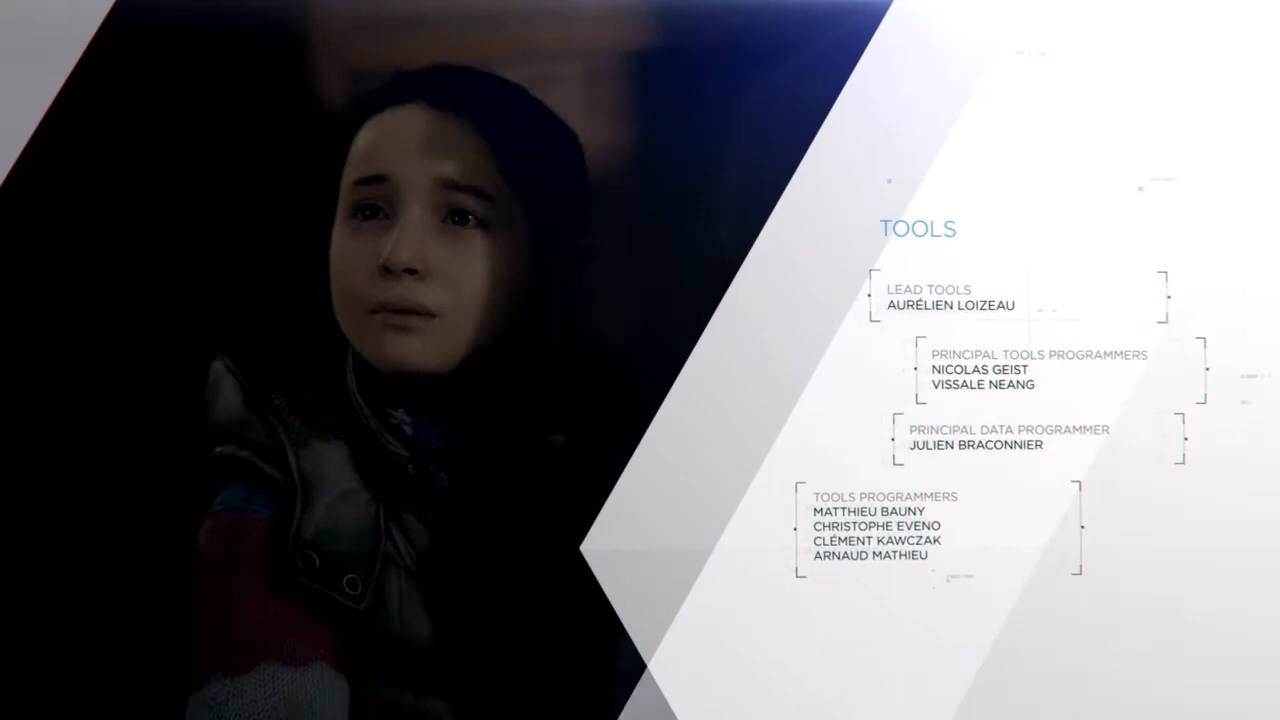 TOOLS
LEAD TOOLS
AURÉLIEN LOIZEAU
PRINCIPAL TOOLS PROGRAMMERS
NICOLAS GEIST
VISSALE NEANG
PRINCIPAL DATA PROGRAMMER
JULIEN BRACONNIER
TOOLS PROGRAMMERS
MATTHIEU BAUNY
CHRISTOPHE EVENO
CLÉMENT KAWCZAK
ARNAUD MATHIEU